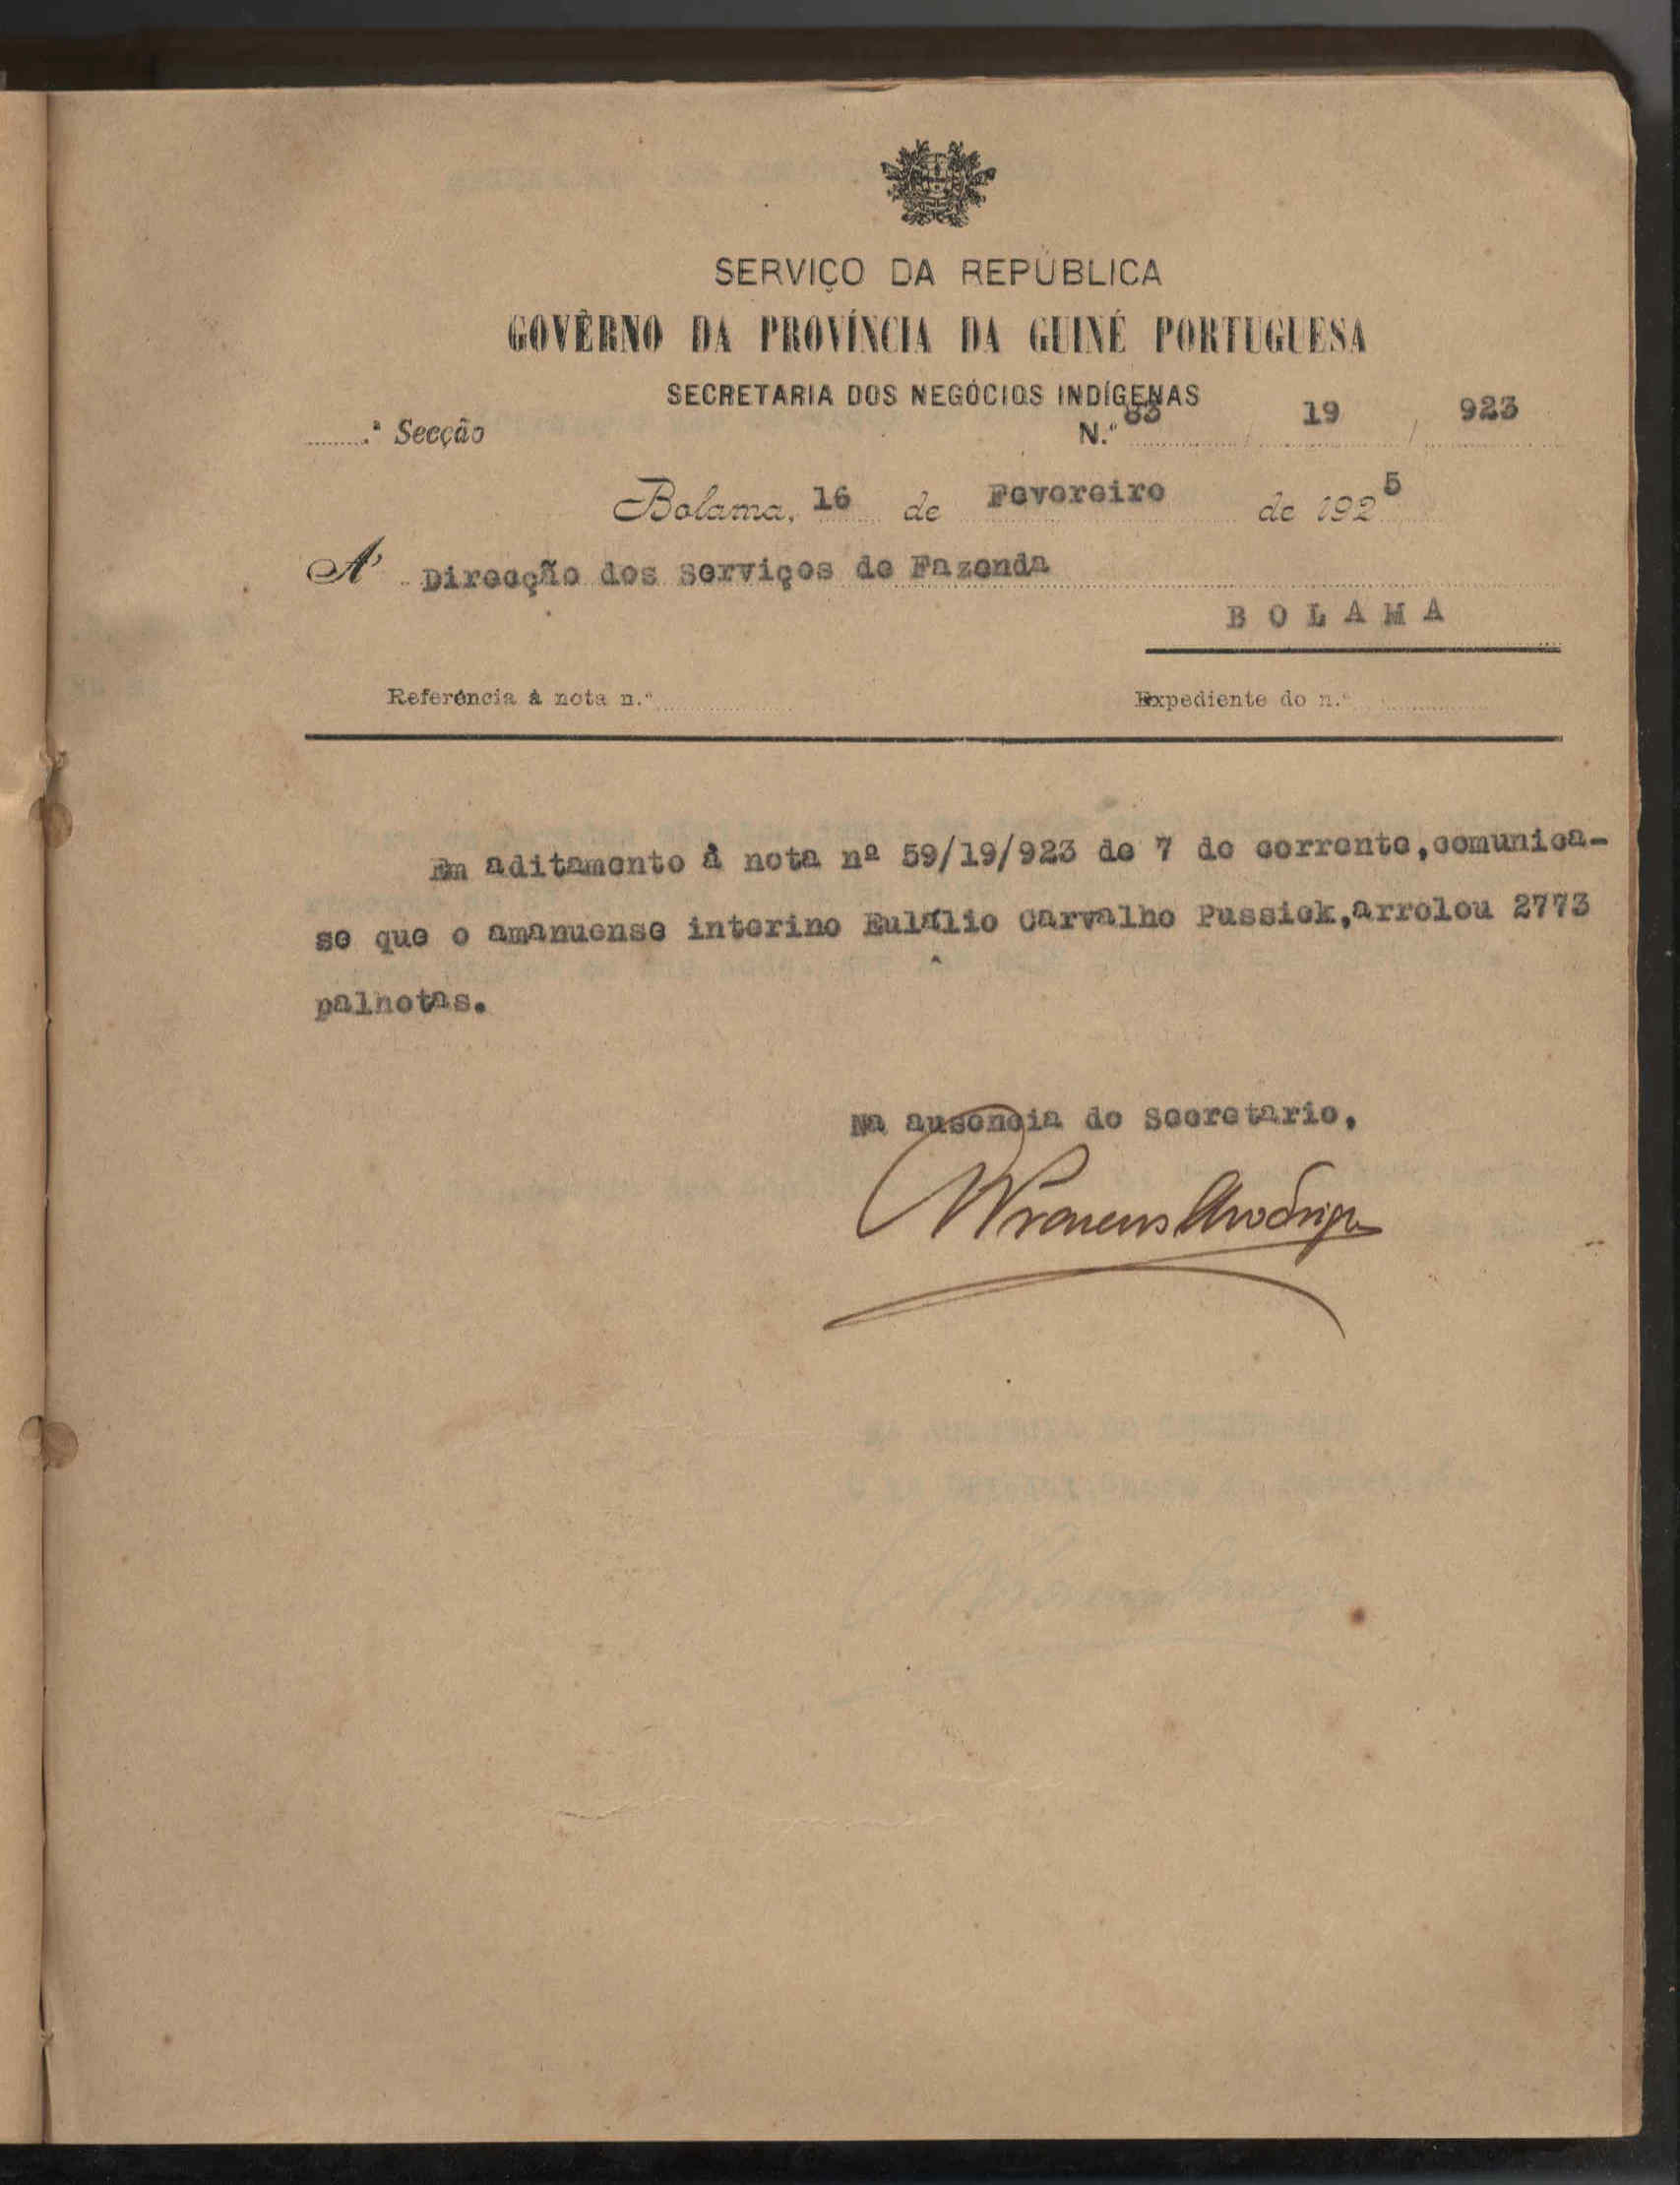 SERVIÇO DA REPÚBLICA
GOVÊRNO DA PROVÍNCIA DA GUINÉ PORTUGUESA
SECRETARIA DOS NEGÓCIOS INDÍGENAS
.ª Secção N.º 83 / 19 / 923
Bolama, 16 de Fevereiro de 1925
A' Direcção dos Serviços de Fazenda
BOLAMA
Referência à nota n.º Expediente do n.º
Em aditamento á nota nº 59/19/923 de 7 do corrente,comunica-
se que o amanuense interino Eulálio Carvalho Pussick,arrolou 2773
palhotas.
Na ausencia do Secretario,